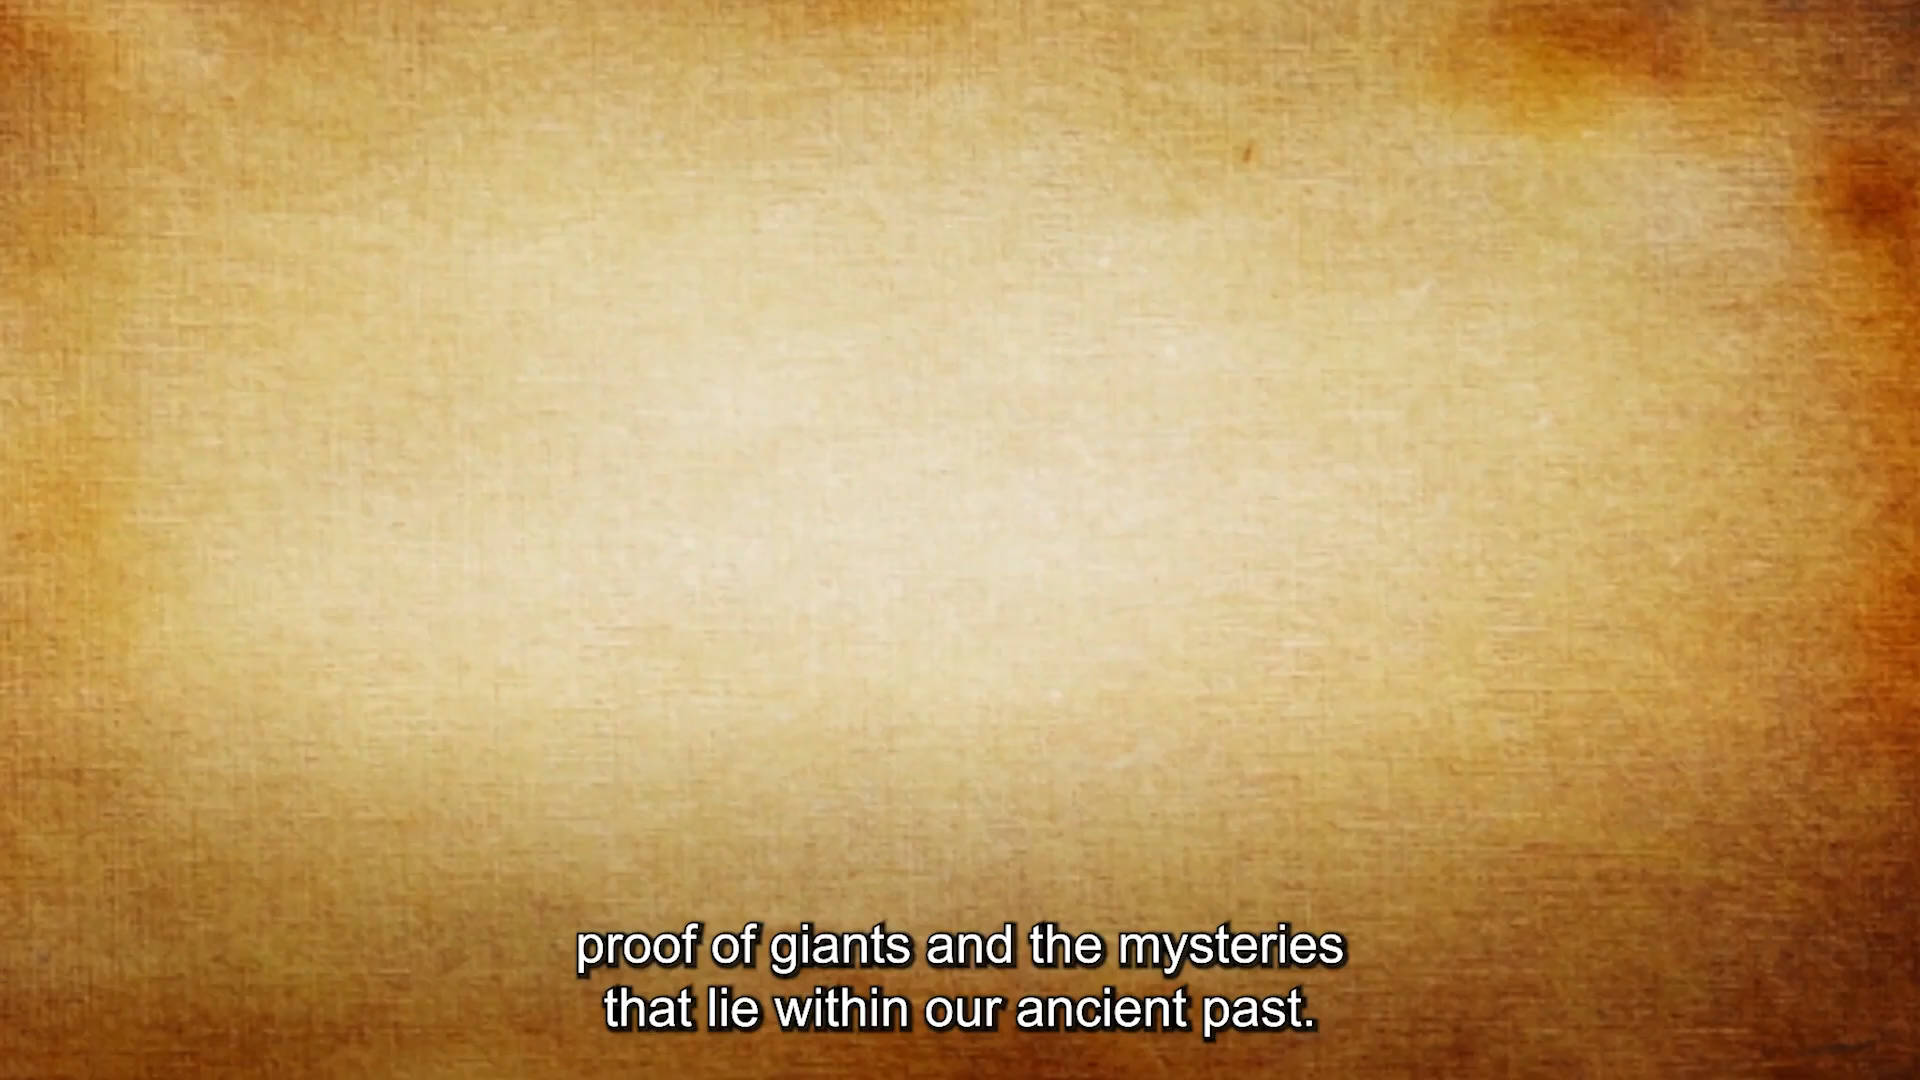 proof of giants and the mysteries
that lie within our ancient past.